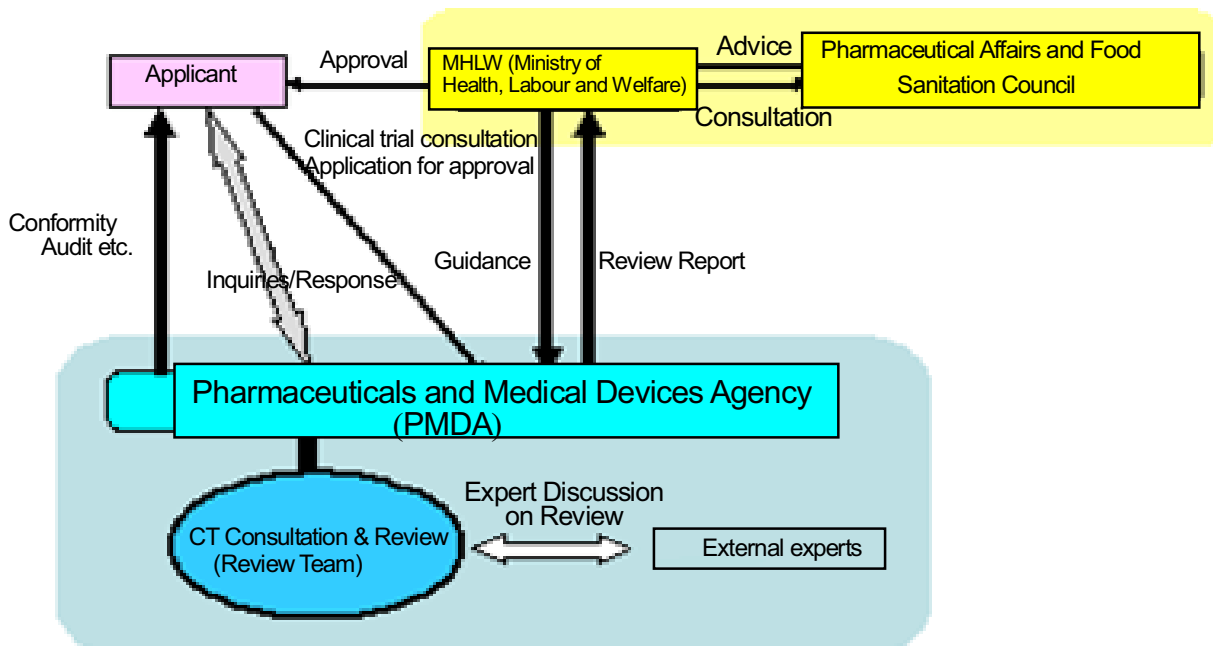 Applicant
Approval
MHLW (Ministry of
Health, Labour and Welfare)
Advice
Consultation
Pharmaceutical Affairs and Food
Sanitation Council
Clinical trial consultation
Application for approval
Conformity
Audit etc.
Inquiries/Response
Guidance
Review Report
Pharmaceuticals and Medical Devices Agency
(PMDA)
CT Consultation & Review
(Review Team)
Expert Discussion
on Review
External experts